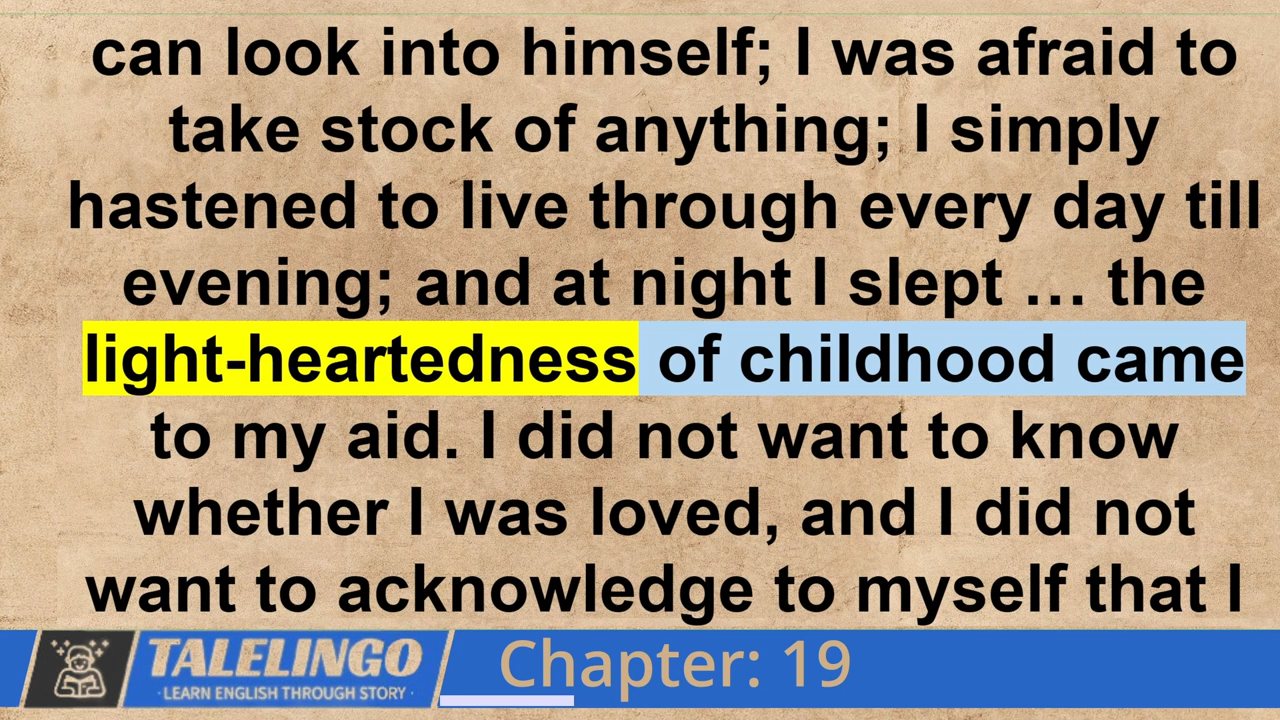 can look into himself; I was afraid to
take stock of anything; I simply
hastened to live through every day till
evening; and at night I slept … the
light-heartedness of childhood came
to my aid. I did not want to know
whether I was loved, and I did not
want to acknowledge to myself that I
TALELINGO
· LEARN ENGLISH THROUGH STORY ·
Chapter: 19